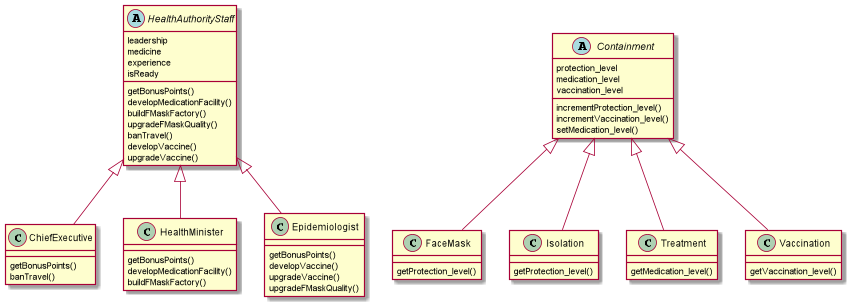 A HealthAuthorityStaff
leadership
medicine
experience
isReady
getBonusPoints()
developMedicationFacility()
buildFMaskFactory()
upgradeFMaskQuality()
banTravel()
developVaccine()
upgradeVaccine()
A Containment
protection_level
medication_level
vaccination_level
incrementProtection_level()
incrementVaccination_level()
setMedication_level()
C ChiefExecutive
getBonusPoints()
banTravel()
C HealthMinister
getBonusPoints()
developMedicationFacility()
buildFMaskFactory()
C Epidemiologist
getBonusPoints()
developVaccine()
upgradeVaccine()
upgradeFMaskQuality()
C FaceMask
getProtection_level()
C Isolation
getProtection_level()
C Treatment
getMedication_level()
C Vaccination
getVaccination_level()